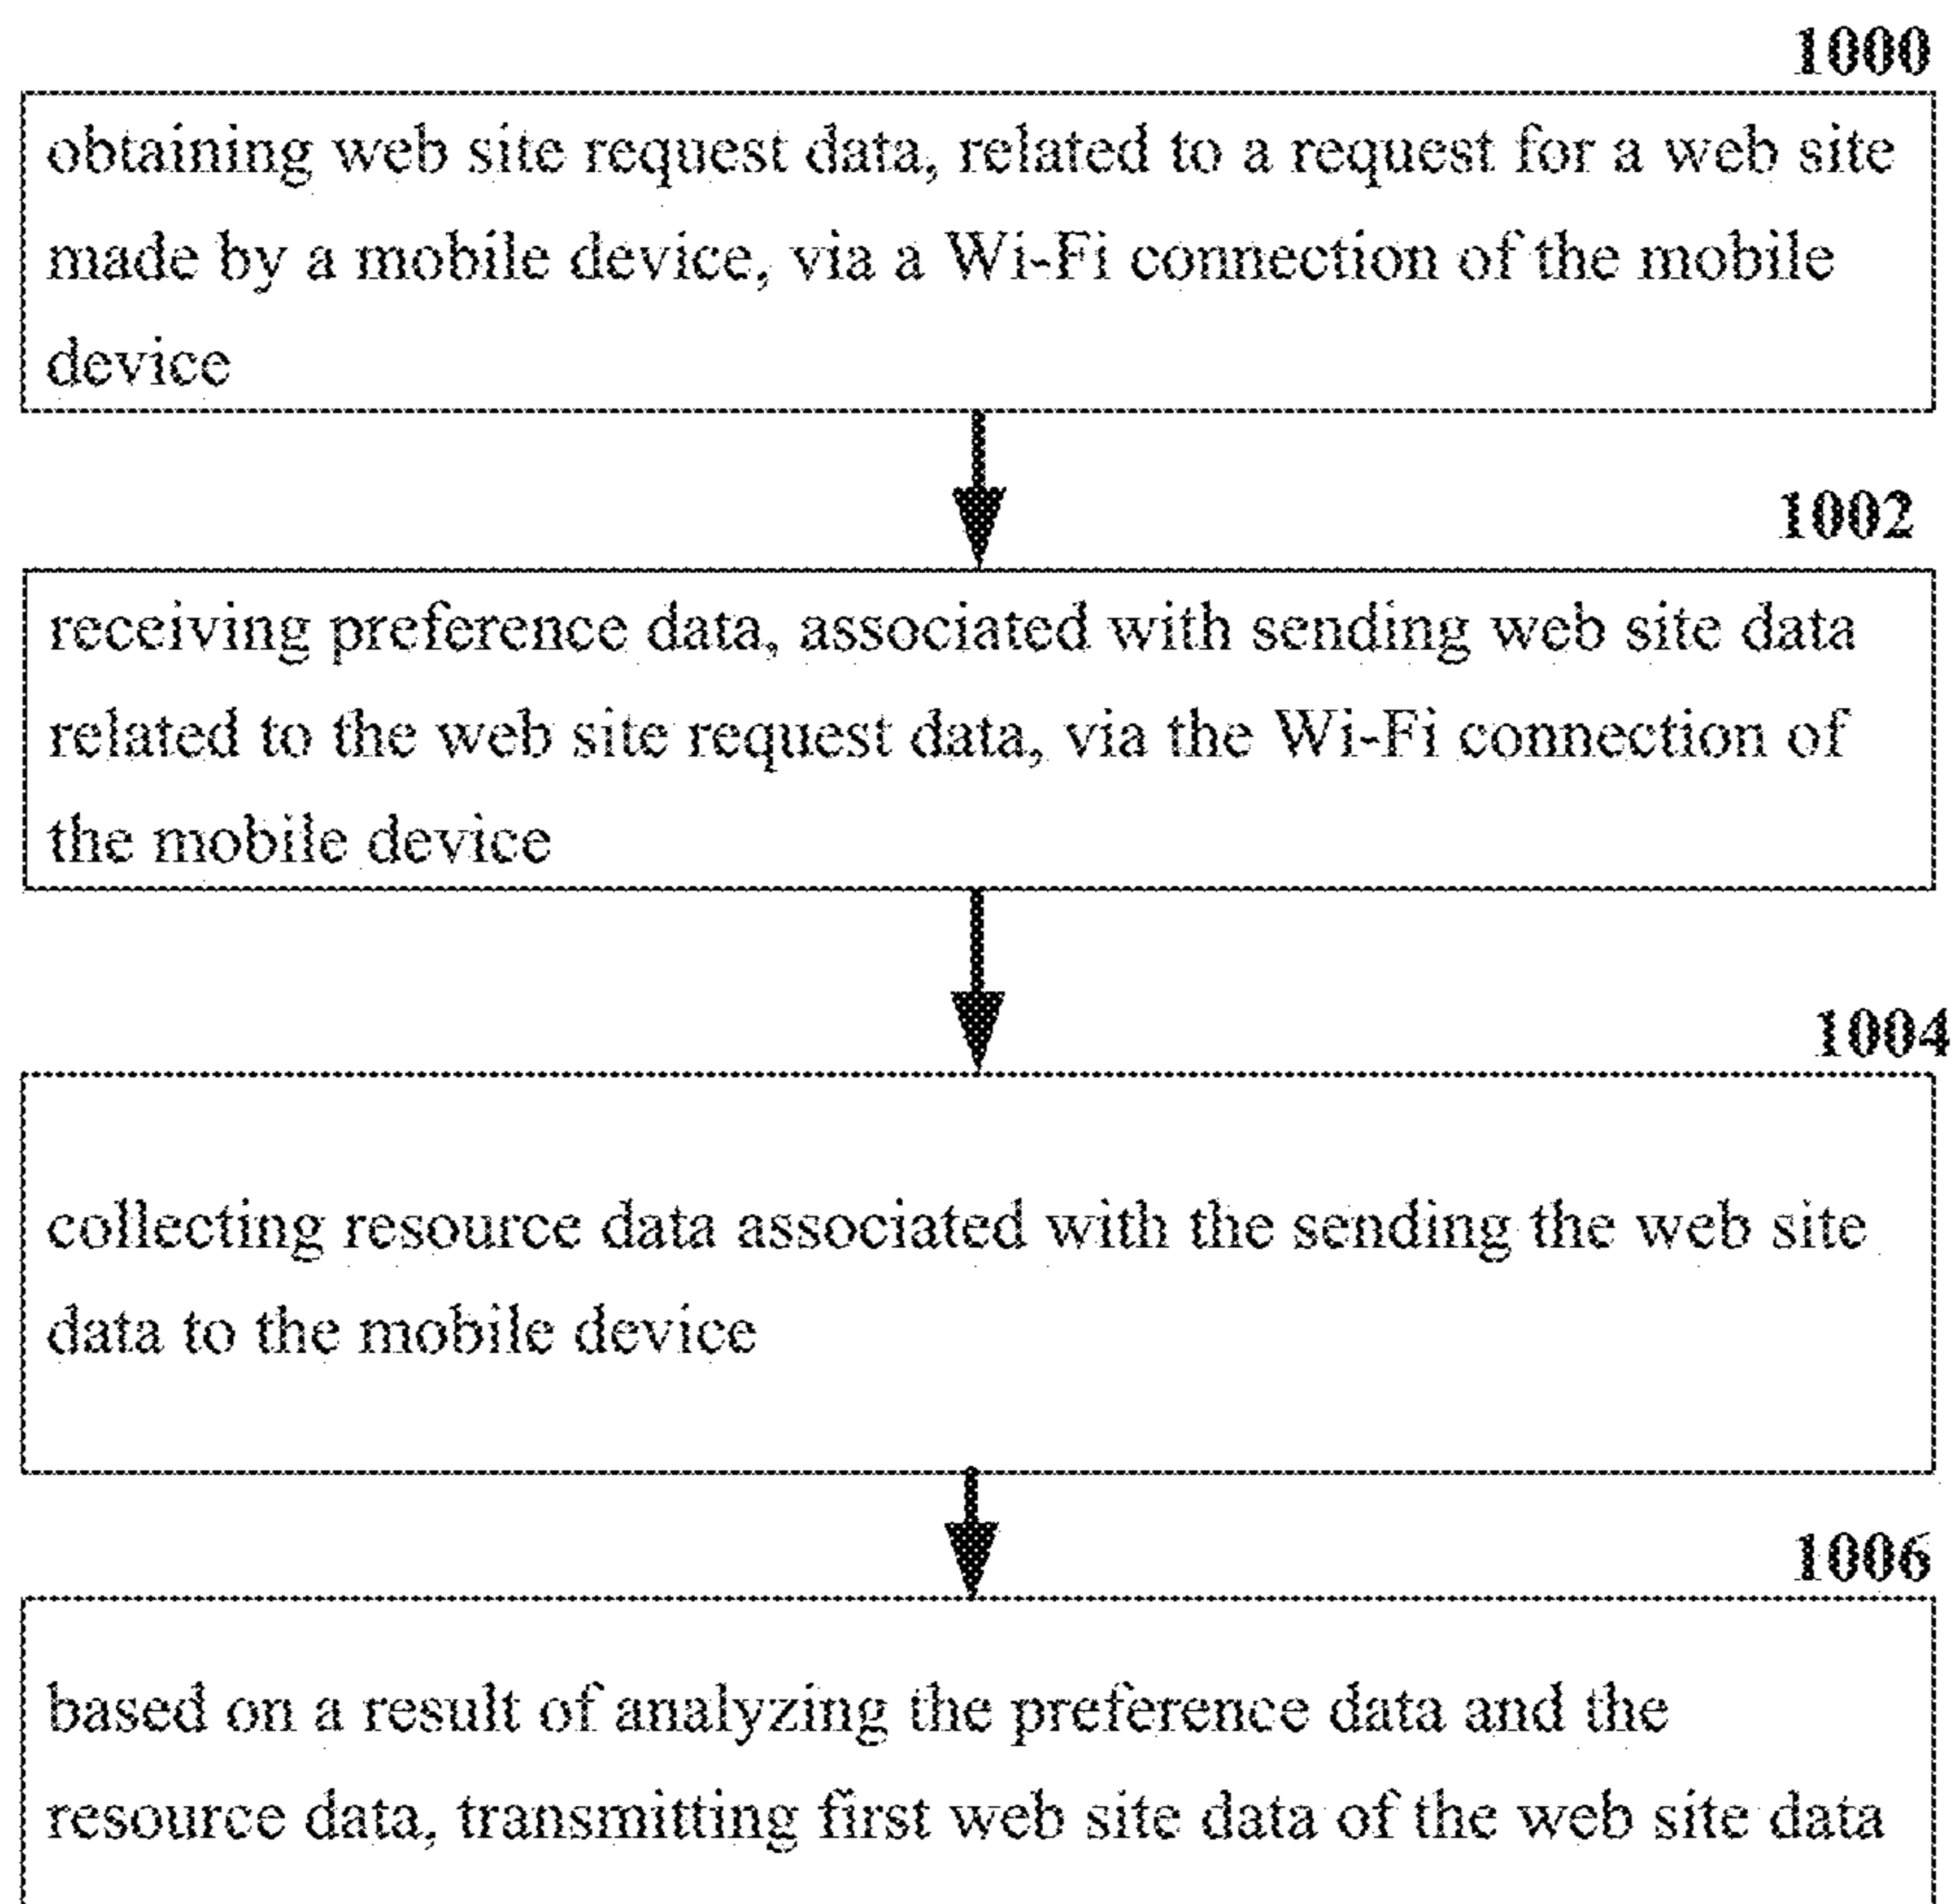 1000
obtaining web site request data, related to a request for a web site
made by a mobile device, via a Wi-Fi connection of the mobile
device
1002
receiving preference data, associated with sending web site data
related to the web site request data, via the Wi-Fi connection of
the mobile device
1004
collecting resource data associated with the sending the web site
data to the mobile device
1006
based on a result of analyzing the preference data and the
resource data, transmitting first web site data of the web site data